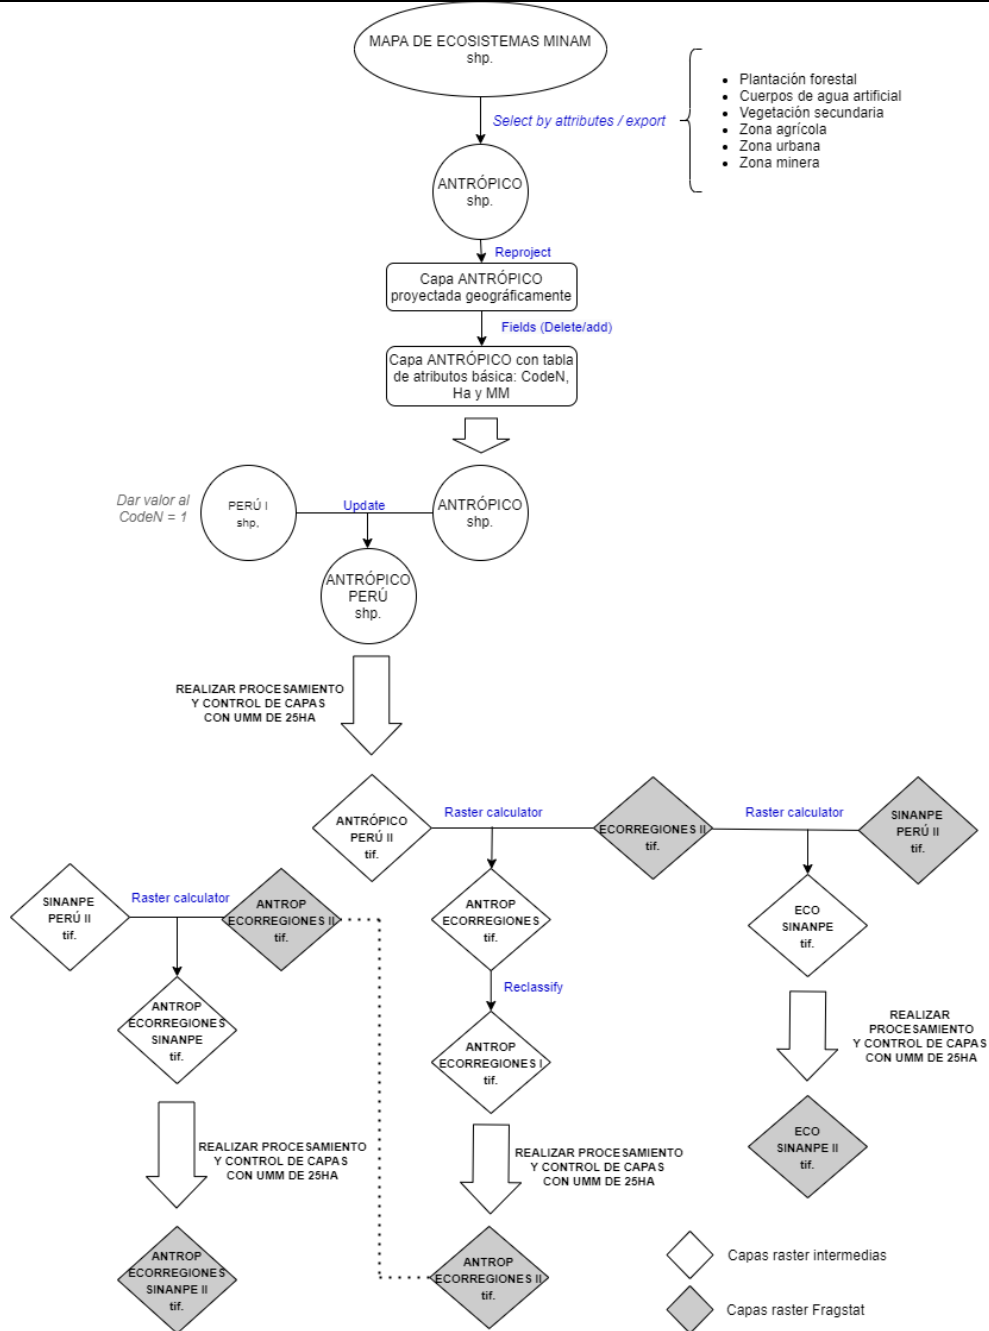 MAPA DE ECOSISTEMAS MINAM
shp.
Select by attributes / export
Plantación forestal
Cuerpos de agua artificial
Vegetación secundaria
Zona agrícola
Zona urbana
Zona minera
ANTRÓPICO
shp.
Reproject
Capa ANTRÓPICO
proyectada geográficamente
Fields (Delete/add)
Capa ANTRÓPICO con tabla
de atributos básica: CodeN,
Ha y MM
Dar valor al
CodeN = 1
PERÚ I
shp.
Update
ANTRÓPICO
shp.
ANTRÓPICO
PERÚ
shp.
REALIZAR PROCESAMIENTO
Y CONTROL DE CAPAS
CON UMM DE 25HA
ANTRÓPICO
PERÚ II
tif.
Raster calculator
ECORREGIONES II
tif.
Raster calculator
SINANPE
PERÚ II
tif.
SINANPE
PERÚ II
tif.
Raster calculator
ANTROP
ECORREGIONES II
tif.
ANTROP
ECORREGIONES
tif.
ECO
SINANPE
tif.
Reclassify
ANTROP
ECORREGIONES
SINANPE
tif.
ANTROP
ECORREGIONES I
tif.
REALIZAR
PROCESAMIENTO
Y CONTROL DE CAPAS
CON UMM DE 25HA
REALIZAR PROCESAMIENTO
Y CONTROL DE CAPAS
CON UMM DE 25HA
REALIZAR PROCESAMIENTO
Y CONTROL DE CAPAS
CON UMM DE 25HA
ECO
SINANPE II
tif.
ANTROP
ECORREGIONES
SINANPE II
tif.
ANTROP
ECORREGIONES II
tif.
Capas raster intermedias
Capas raster Fragstat